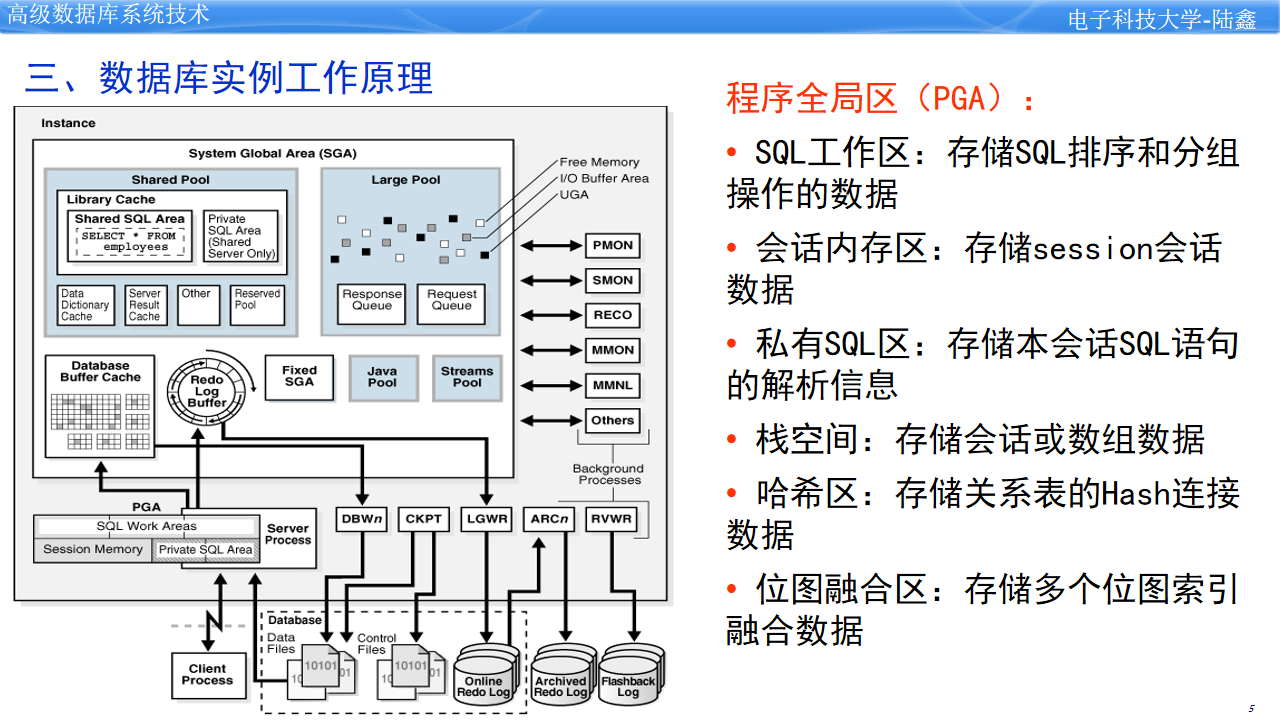 高级数据库系统技术
电子科技大学-陆鑫
三、数据库实例工作原理
Instance
System Global Area (SGA)
Shared Pool
Library Cache
Shared SQL Area
SELECT * FROM
employees
Private
SQL Area
(Shared
Server Only)
Data
Dictionary
Cache
Server
Result
Cache
Other
Reserved
Pool
Large Pool
Response
Queue
Request
Queue
Free Memory
I/O Buffer Area
UGA
Database
Buffer Cache
Redo
Log
Buffer
Fixed
SGA
Java
Pool
Streams
Pool
PMON
SMON
RECO
MMON
MMNL
Others
Background
Processes
PGA
SQL Work Areas
Session Memory
Private SQL Area
Server
Process
DBWn
CKPT
LGWR
ARCn
RVWR
Client
Process
Database
Data
Files
10101
10
01
Control
Files
10101
10
01
Online
Redo Log
Archived
Redo Log
Flashback
Log
程序全局区（PGA）：
• SQL工作区：存储SQL排序和分组
操作的数据
• 会话内存区：存储session会话
数据
• 私有SQL区：存储本会话SQL语句
的解析信息
• 栈空间：存储会话或数组数据
• 哈希区：存储关系表的Hash连接
数据
• 位图融合区：存储多个位图索引
融合数据
5